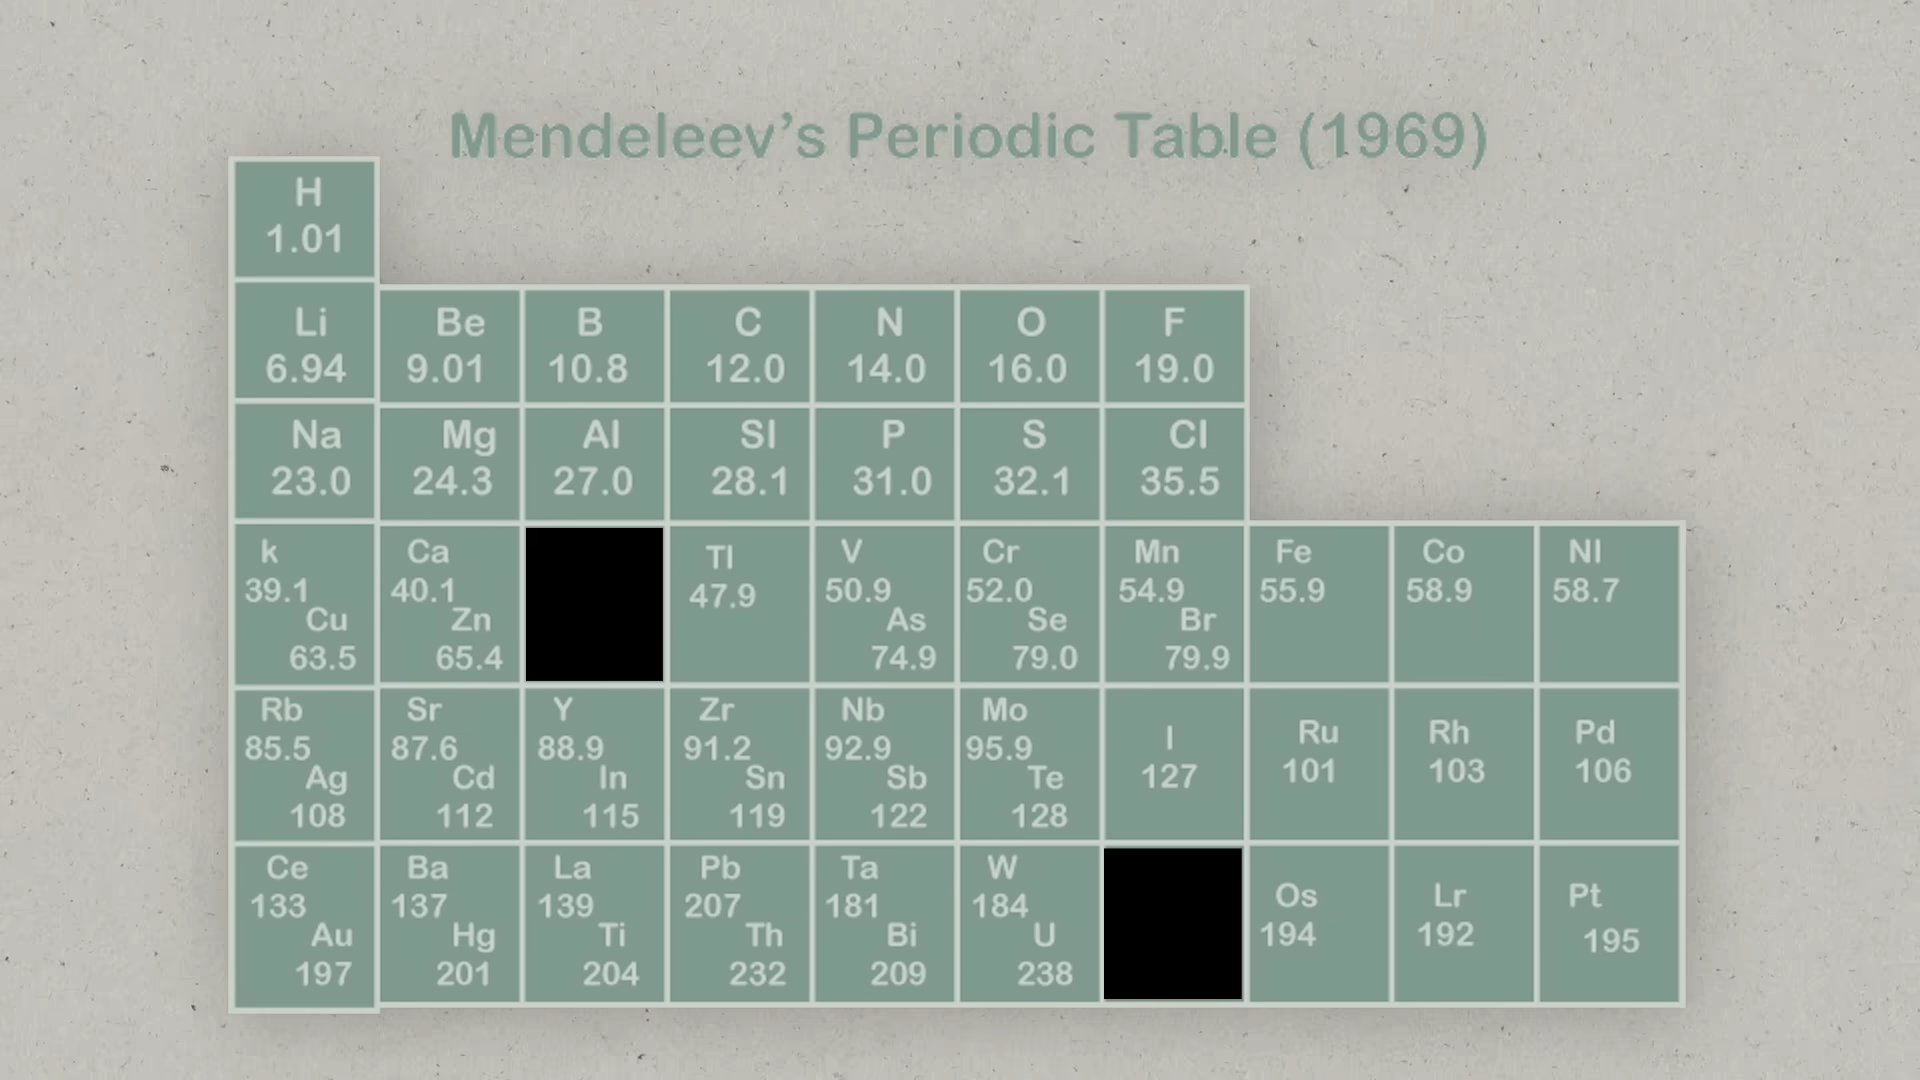 Mendeleev's Periodic Table (1969)
H
1.01
Li
6.94
Be
9.01
B
10.8
C
12.0
N
14.0
O
16.0
F
19.0
Na
23.0
Mg
24.3
Al
27.0
SI
28.1
P
31.0
S
32.1
Cl
35.5
k
39.1
Cu
63.5
Ca
40.1
Zn
65.4
TI
47.9
V
50.9
As
74.9
Cr
52.0
Se
79.0
Mn
54.9
Br
79.9
Fe
55.9
Co
58.9
NI
58.7
Rb
85.5
Ag
108
Sr
87.6
Cd
112
Y
88.9
In
115
Zr
91.2
Sn
119
Nb
92.9
Sb
122
Mo
95.9
Te
128
I
127
Ru
101
Rh
103
Pd
106
Ce
133
Au
197
Ba
137
Hg
201
La
139
Ti
204
Pb
207
Th
232
Ta
181
Bi
209
W
184
U
238
Os
194
Lr
192
Pt
195